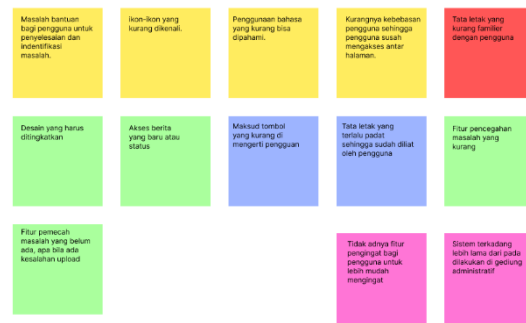 Masalah bantuan
bagi pengguna untuk
penyelesaian dan
indentifikasi
masalah.
ikon-ikon yang
kurang dikenali.
Penggunaan bahasa
yang kurang bisa
dipahami.
Kurangnya kebebasan
pengguna sehingga
pengguna susah
mengakses antar
halaman.
Tata letak yang
kurang familier
dengan pengguna
Desain yang harus
ditingkatkan
Akses berita
yang baru atau
status
Maksud tombol
yang kurang di
mengerti pengguan
Tata letak yang
terlalu padat
sehingga sudah diliat
oleh pengguna
Fitur pencegahan
masalah yang
kurang
Fitur pemecah
masalah yang belum
ada, apa bila ada
kesalahan upload
Tidak adnya fitur
pengingat bagi
pengguna untuk
lebih mudah
mengingat
Sistem terkadang
lebih lama dari pada
dilakukan di gediung
administratif